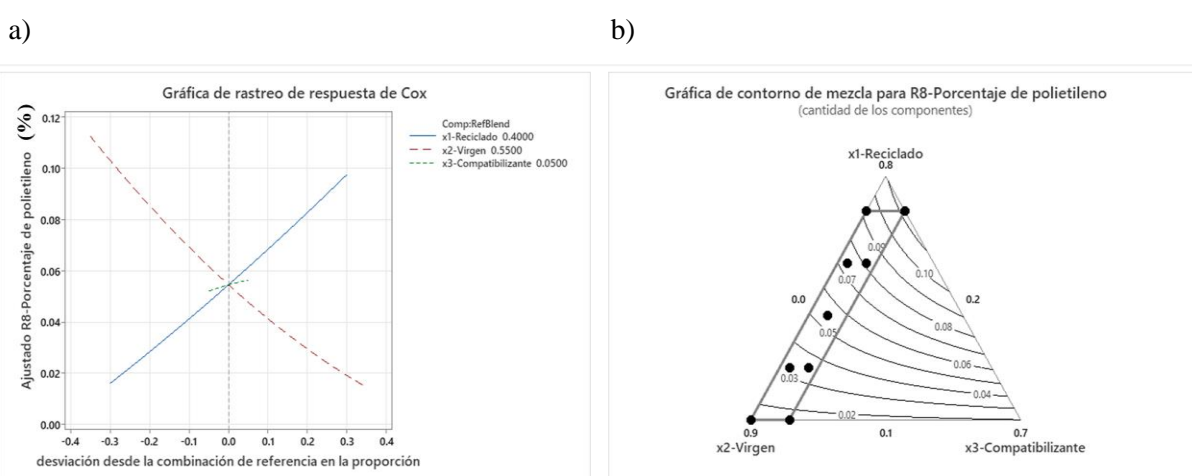 a)
b)
Gráfica de rastreo de respuesta de Cox
Ajustado R8-Porcentaje de polietileno (%)
0.12
0.10
0.08
0.06
0.04
0.02
0.00
-0.4 -0.3 -0.2 -0.1 0.0 0.1 0.2 0.3 0.4
desviación desde la combinación de referencia en la proporción
Comp:RefBlend
x1-Reciclado 0.4000
x2-Virgen 0.5500
x3-Compatibilizante 0.0500
Gráfica de contorno de mezcla para R8-Porcentaje de polietileno
(cantidad de los componentes)
x1-Reciclado
0.8
0.09
0.10
0.07
0.0
0.2
0.08
0.05
0.06
0.03
0.04
0.02
0.9
0.1
0.7
x2-Virgen
x3-Compatibilizante